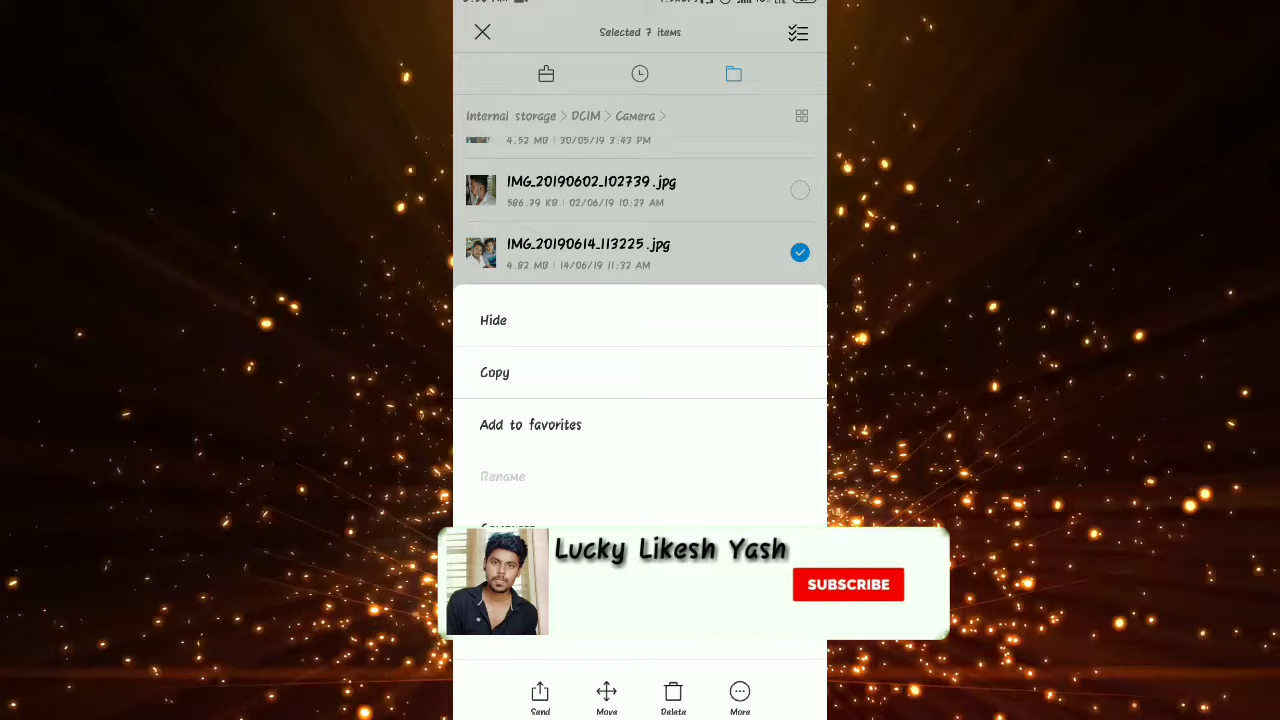 Selected 7 items
Internal storage > DCIM > Camera >
4.52 MB | 30/05/19 3:43 PM
IMG_20190602_102739.jpg
586.79 KB | 02/06/19 10:27 AM
IMG_20190614_113225.jpg
4.82 MB | 14/06/19 11:32 AM
Hide
Copy
Add to favorites
Rename
Lucky Likesh Yash
SUBSCRIBE
Send Move Delete More